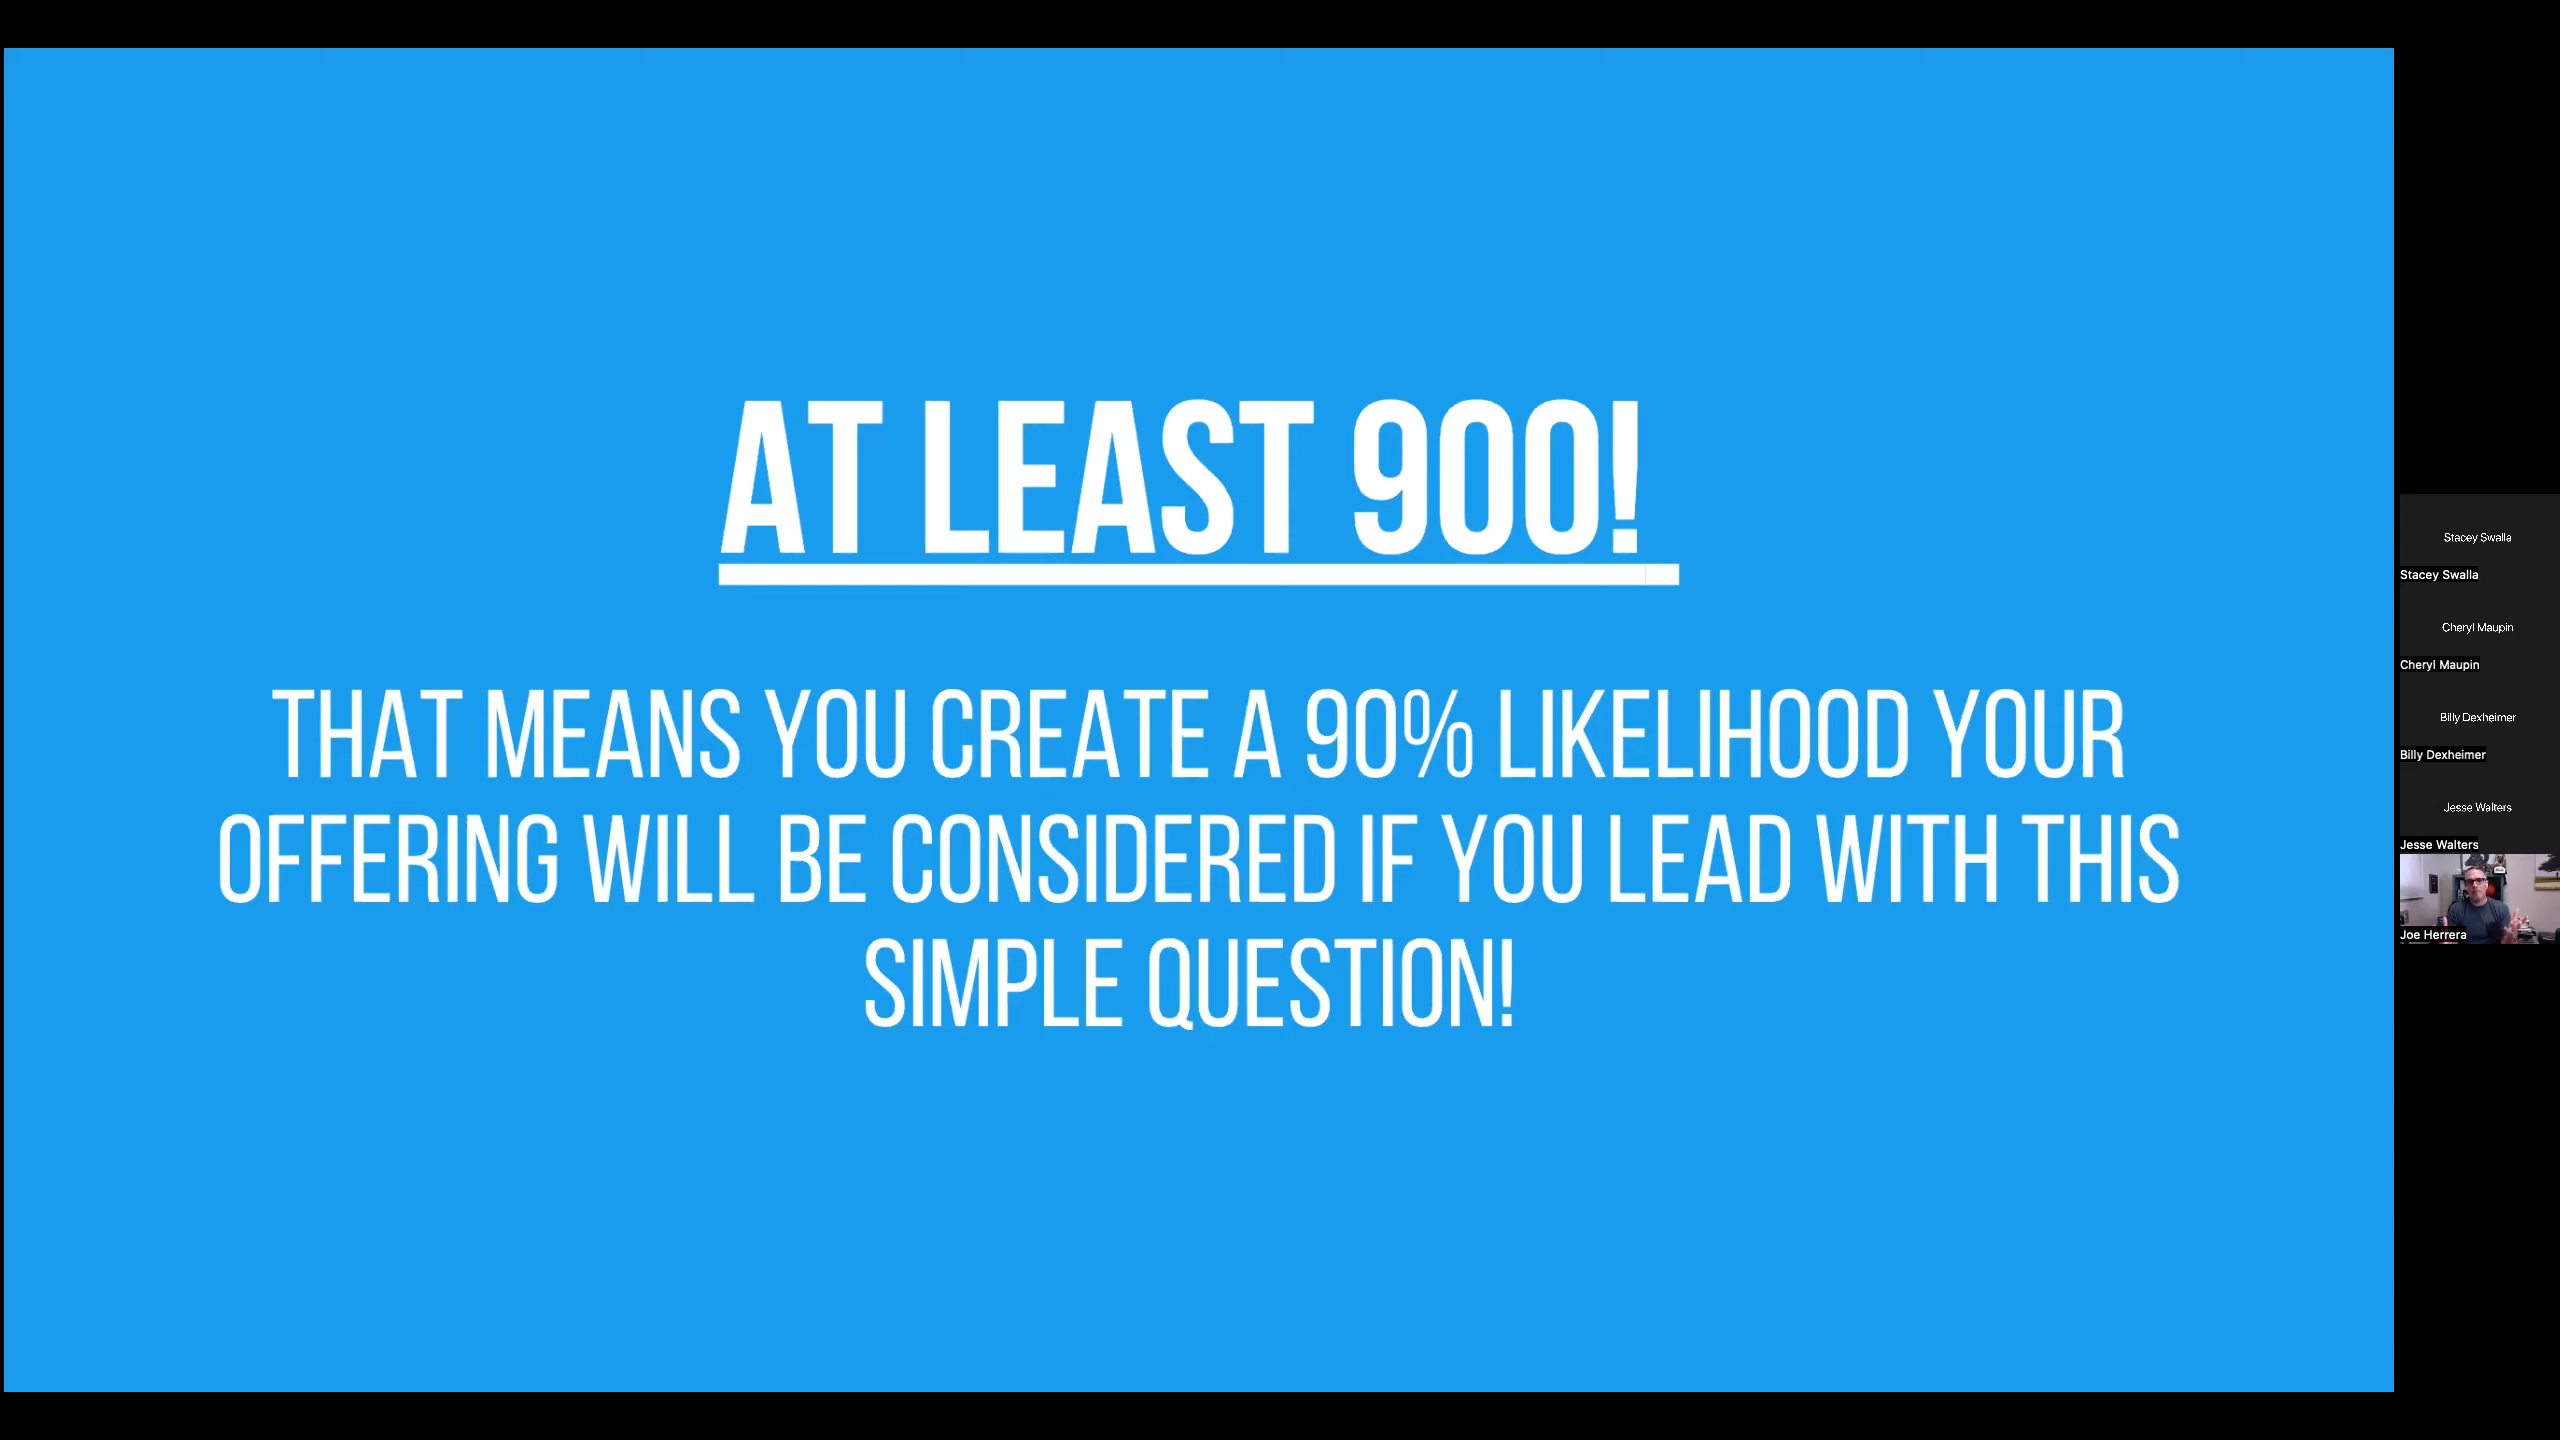 AT LEAST 900!
THAT MEANS YOU CREATE A 90% LIKELIHOOD YOUR
OFFERING WILL BE CONSIDERED IF YOU LEAD WITH THIS
SIMPLE QUESTION!
Stacey Swalla
Stacey Swalla
Cheryl Maupin
Cheryl Maupin
Billy Dexheimer
Billy Dexheimer
Jesse Walters
Jesse Walters
Joe Herrera